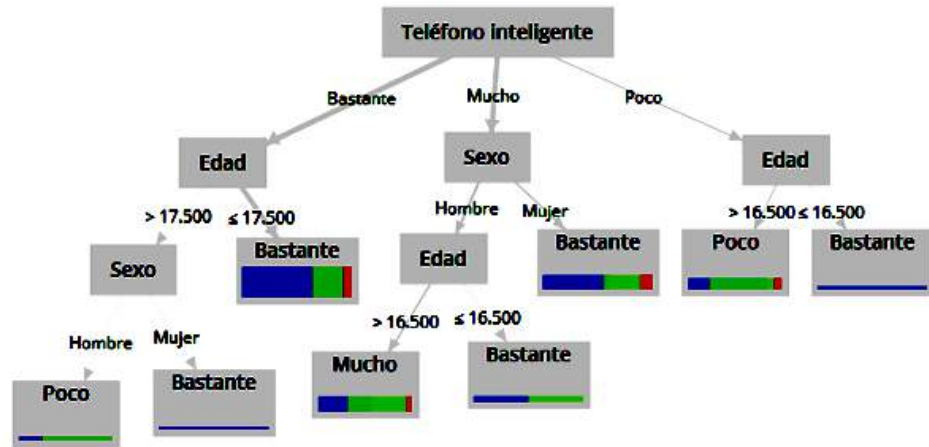 Teléfono inteligente
Bastante
Mucho
Poco
Edad
Sexo
Edad
> 17.500
≤ 17.500
Hombre
Mujer
> 16.500
≤ 16.500
Sexo
Bastante
Edad
Bastante
Poco
Bastante
Hombre
Mujer
> 16.500
≤ 16.500
Poco
Bastante
Mucho
Bastante